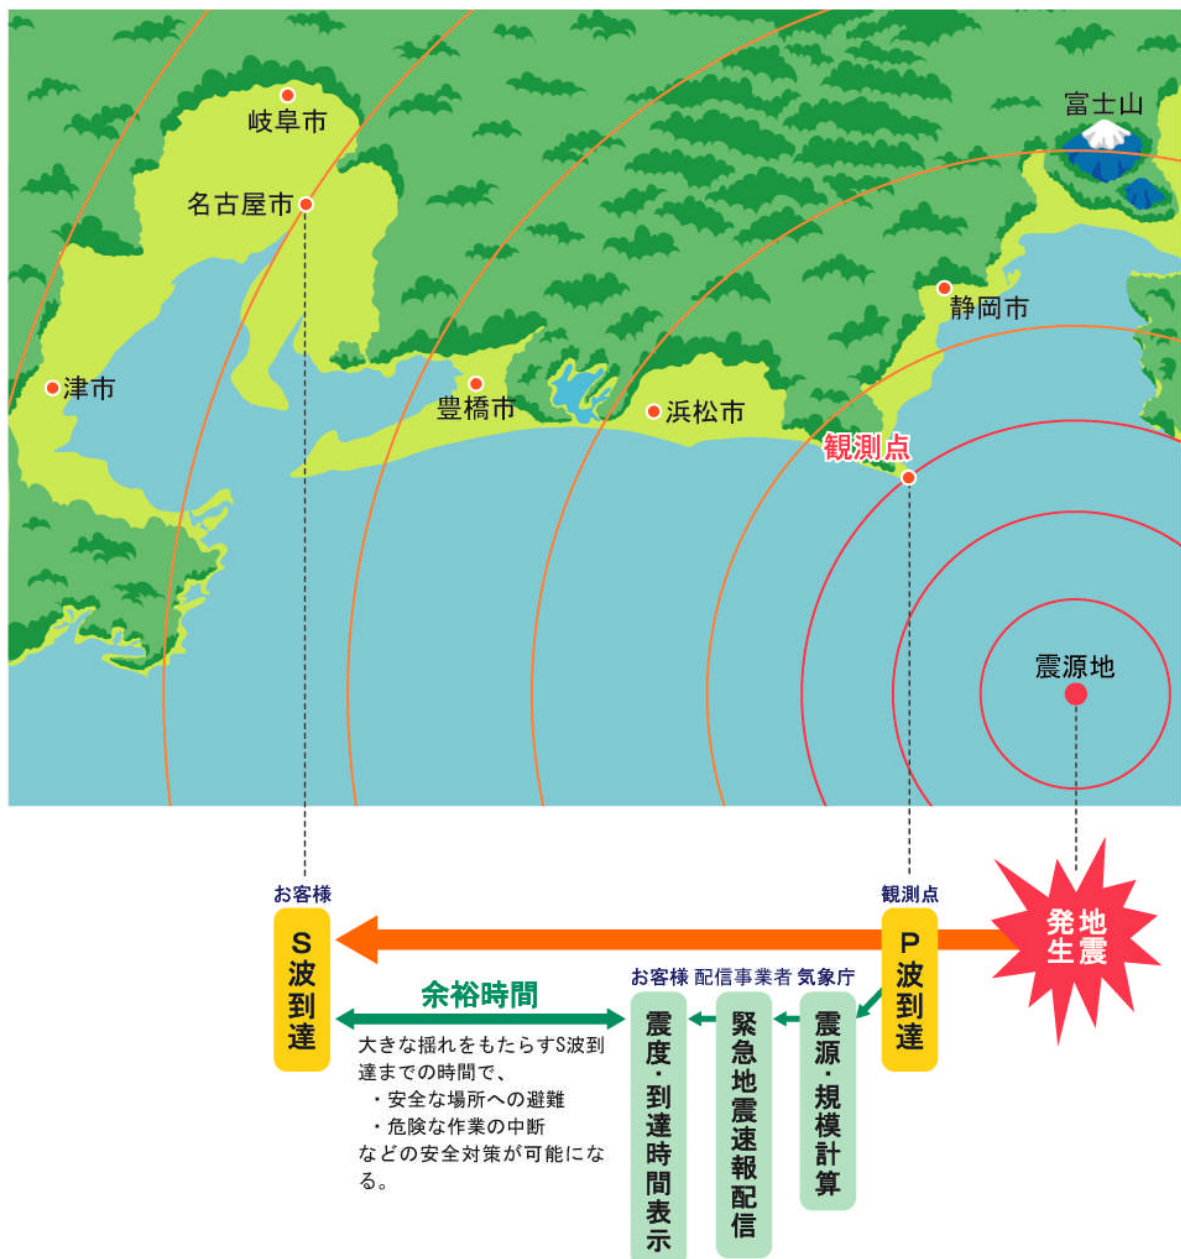 富士山
岐阜市
名古屋市
静岡市
津市
豊橋市
浜松市
観測点
震源地
お客様
観測点
地震
発生
S波到達
P波到達
お客様
配信事業者
気象庁
余裕時間
震度・到達時間表示
緊急地震速報配信
震源・規模計算
大きな揺れをもたらすS波到
達までの時間で、
・安全な場所への避難
・危険な作業の中断
などの安全対策が可能にな
る。